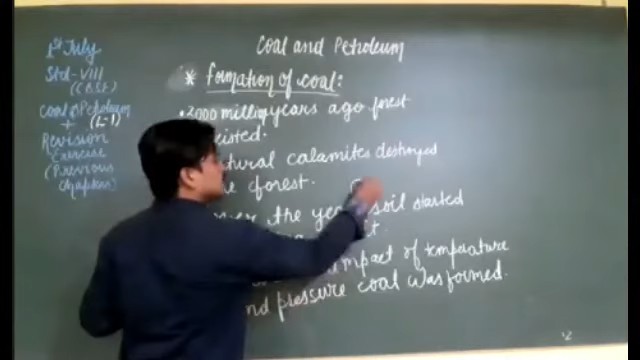 1st July
Std-VIII
(CBSE)
Coal & Petroleum
+ (L-1)
Revision
Exercise
(Previous
Chapters)
Coal and Petroleum
* formation of coal:
• 3000 million years ago forest
existed.
natural calamites destroyed
the forest.
over the years soil started
impact of temperature
and pressure coal was formed.